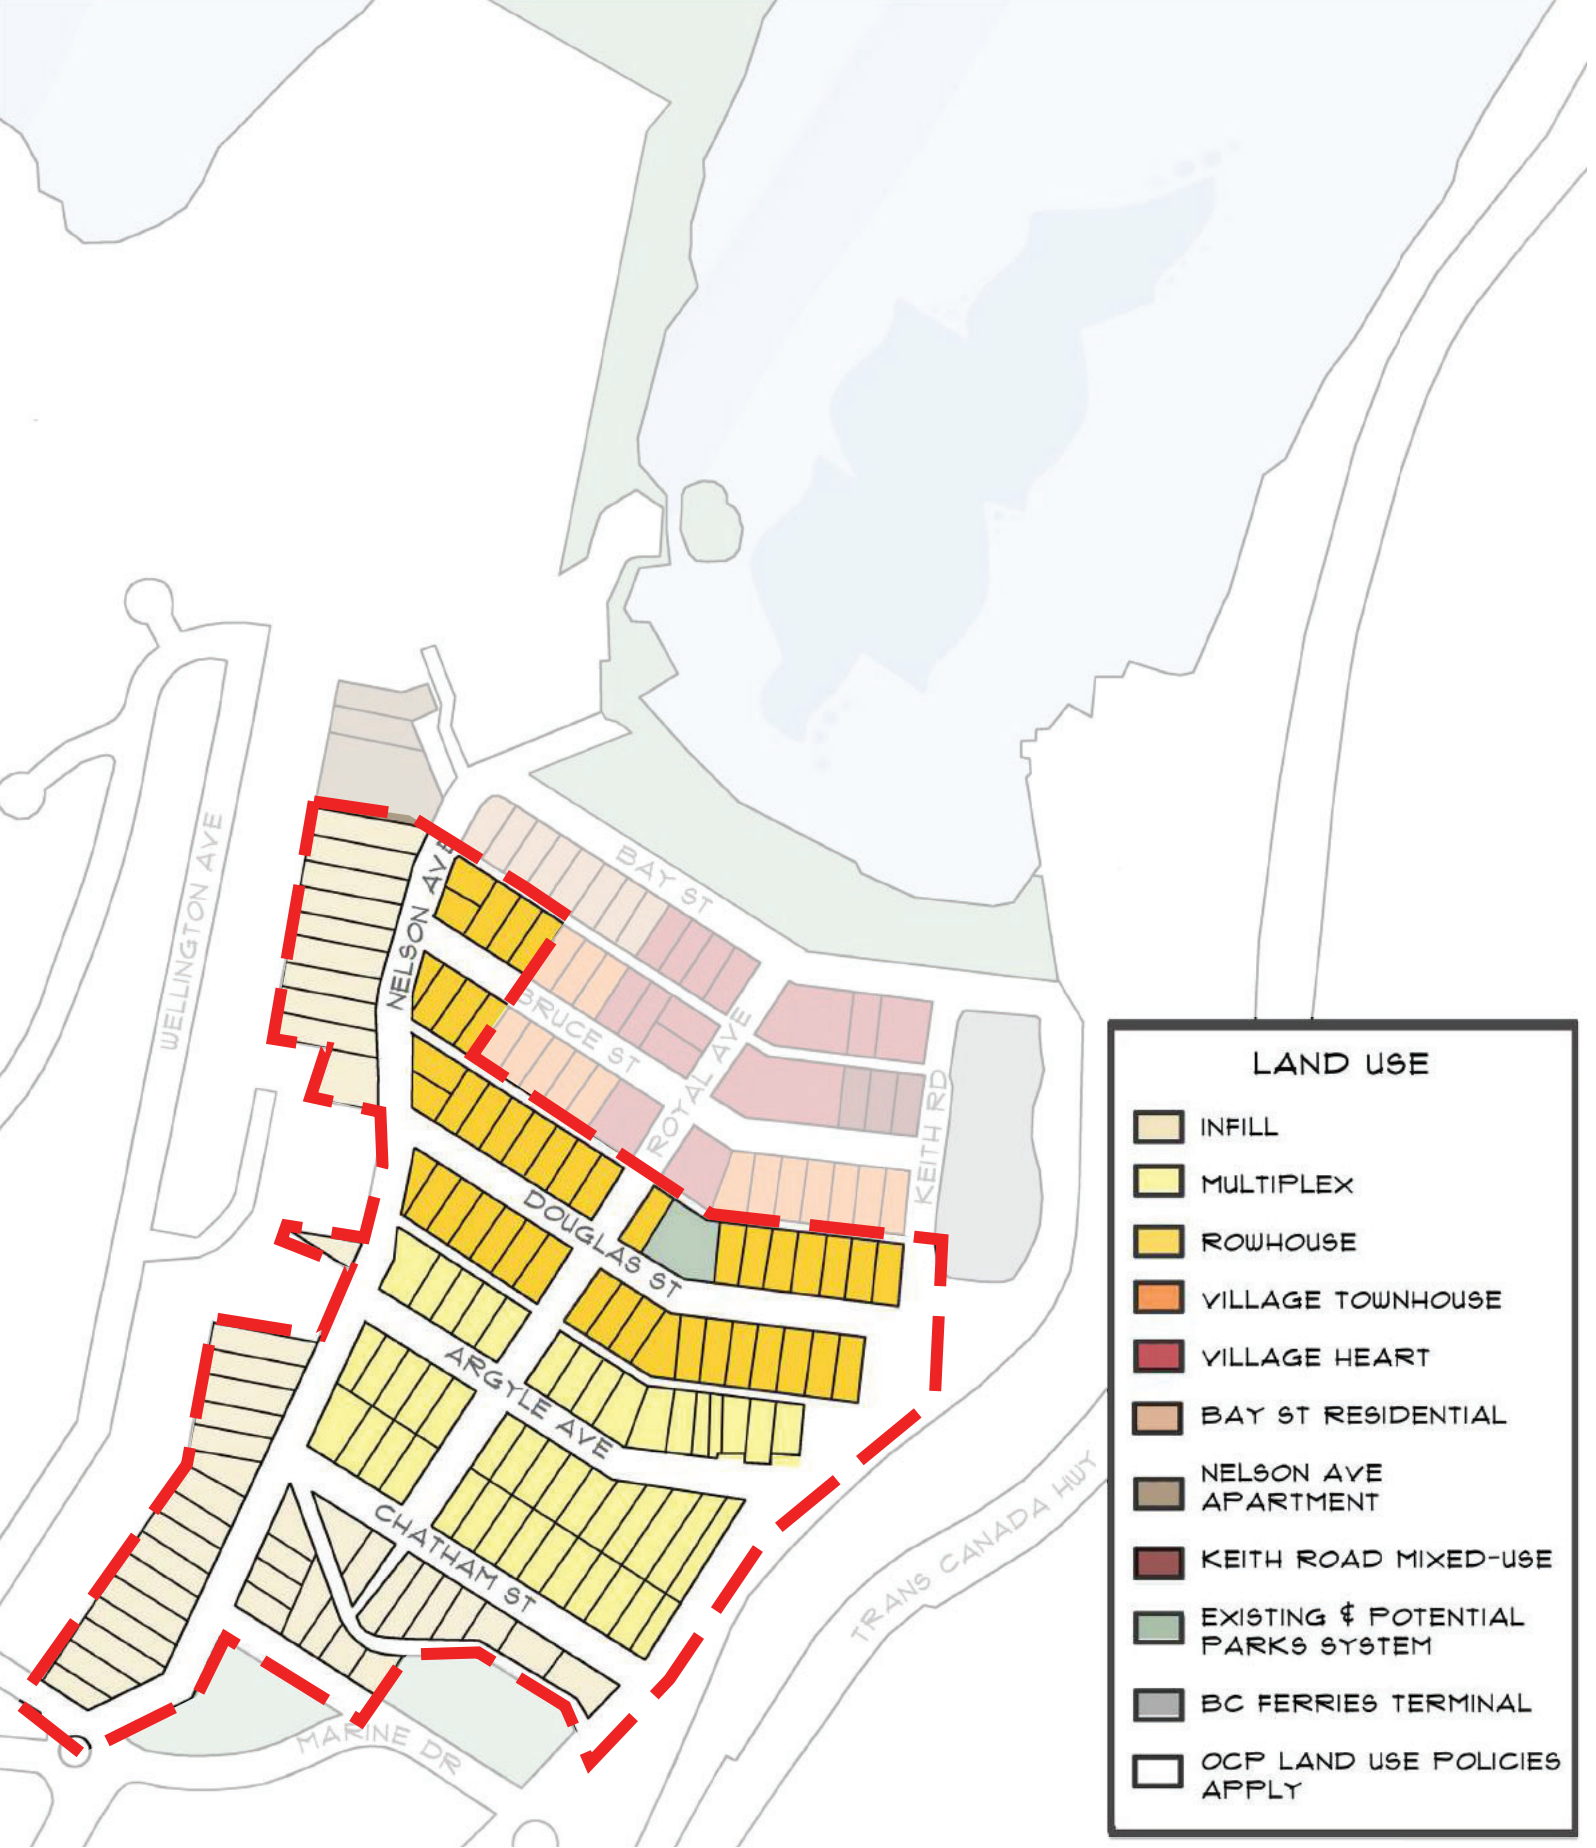 BAY ST
WELLINGTON AVE
NELSON AVE
BRUCE ST
ROYAL AVE
KEITH RD
DOUGLAS ST
ARGYLE AVE
CHATHAM ST
TRANS CANADA HWY
MARINE DR
LAND USE
INFILL
MULTIPLEX
ROWHOUSE
VILLAGE TOWNHOUSE
VILLAGE HEART
BAY ST RESIDENTIAL
NELSON AVE
APARTMENT
KEITH ROAD MIXED-USE
EXISTING & POTENTIAL
PARKS SYSTEM
BC FERRIES TERMINAL
OCP LAND USE POLICIES
APPLY